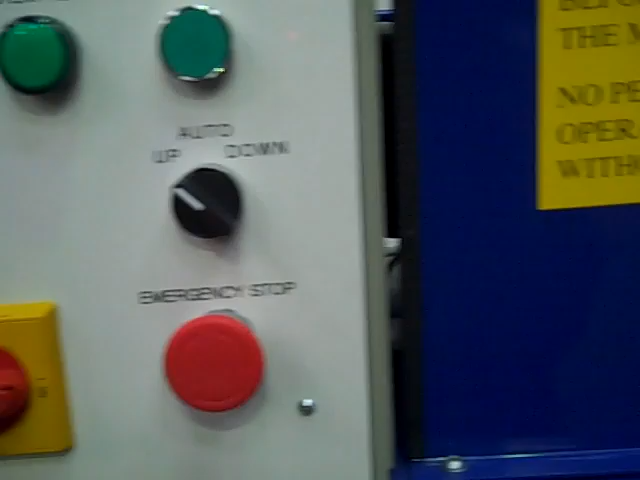 THE M
NO PE
OPER
WITH
AUTO
UP DOWN
EMERGENCY STOP